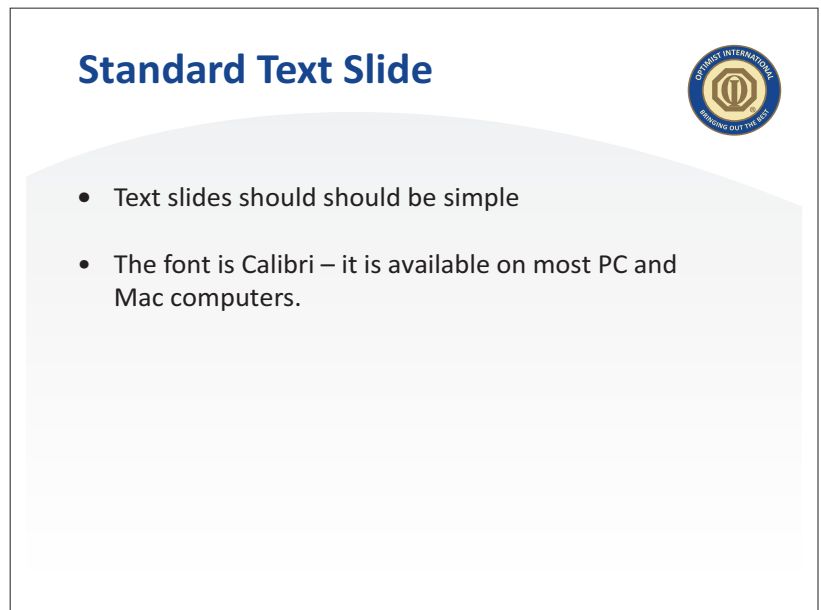 Standard Text Slide
OPTIMIST INTERNATIONAL
OI
®
BRINGING OUT THE BEST
• Text slides should should be simple
• The font is Calibri – it is available on most PC and
Mac computers.